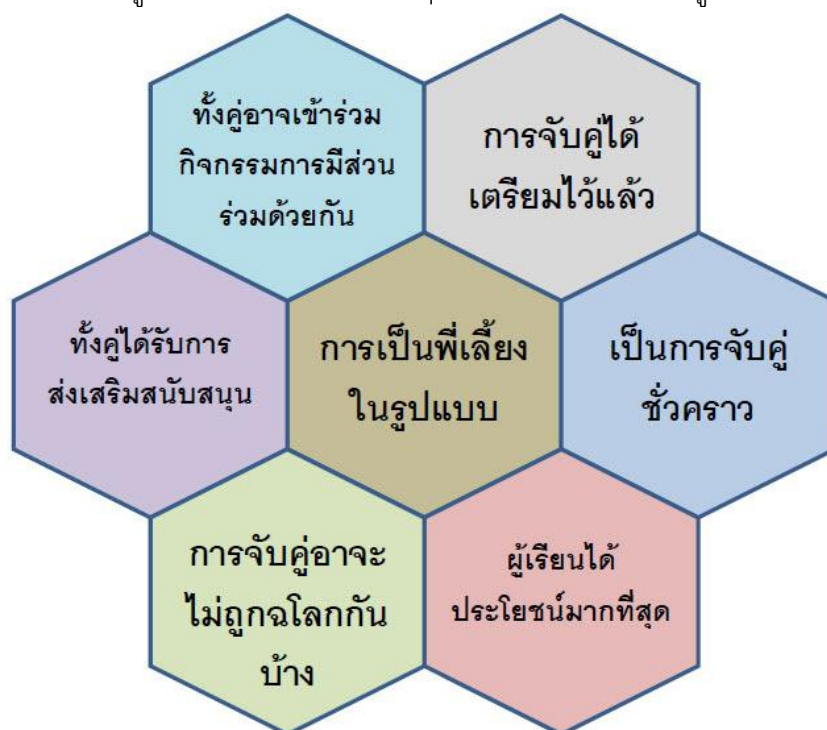 ทั้งคู่อาจเข้าร่วม
กิจกรรมการมีส่วน
ร่วมด้วยกัน
การจับคู่ได้
เตรียมไว้แล้ว
ทั้งคู่ได้รับการ
ส่งเสริมสนับสนุน
การเป็นพี่เลี้ยง
ในรูปแบบ
เป็นการจับคู่
ชั่วคราว
การจับคู่อาจะ
ไม่ถูกฉโลกกัน
บ้าง
ผู้เรียนได้
ประโยชน์มากที่สุด